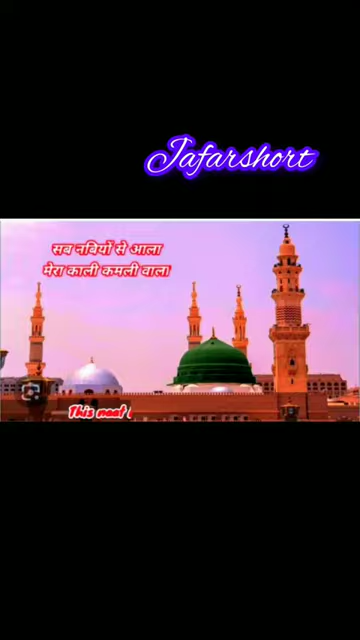 Jafarshort
सब नबियों से आला
मेरा काली कमली वाला
This naat